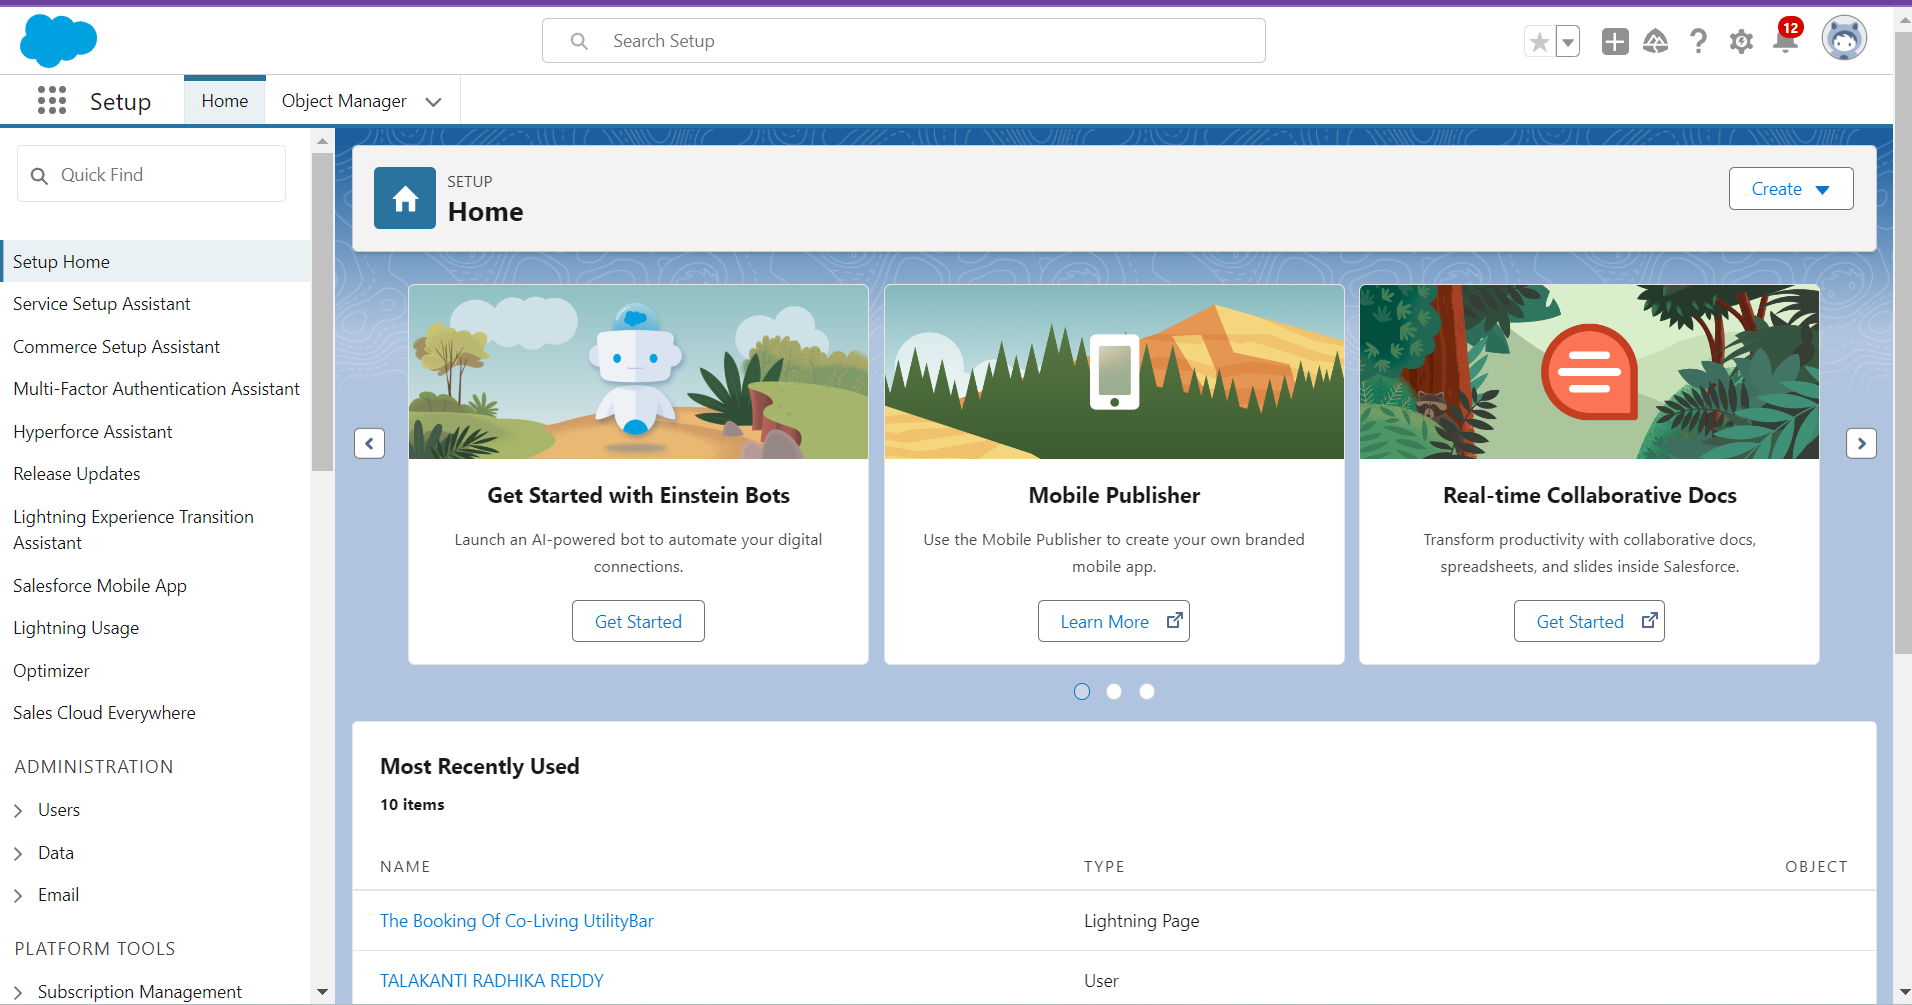 Search Setup
12
Setup
Home
Object Manager
Quick Find
Setup Home
Service Setup Assistant
Commerce Setup Assistant
Multi-Factor Authentication Assistant
Hyperforce Assistant
Release Updates
Lightning Experience Transition
Assistant
Salesforce Mobile App
Lightning Usage
Optimizer
Sales Cloud Everywhere
ADMINISTRATION
Users
Data
Email
PLATFORM TOOLS
Subscription Management
SETUP
Home
Create
Get Started with Einstein Bots
Launch an AI-powered bot to automate your digital
connections.
Get Started
Mobile Publisher
Use the Mobile Publisher to create your own branded
mobile app.
Learn More
Real-time Collaborative Docs
Transform productivity with collaborative docs,
spreadsheets, and slides inside Salesforce.
Get Started
Most Recently Used
10 items
NAME TYPE OBJECT
The Booking Of Co-Living UtilityBar Lightning Page
TALAKANTI RADHIKA REDDY User